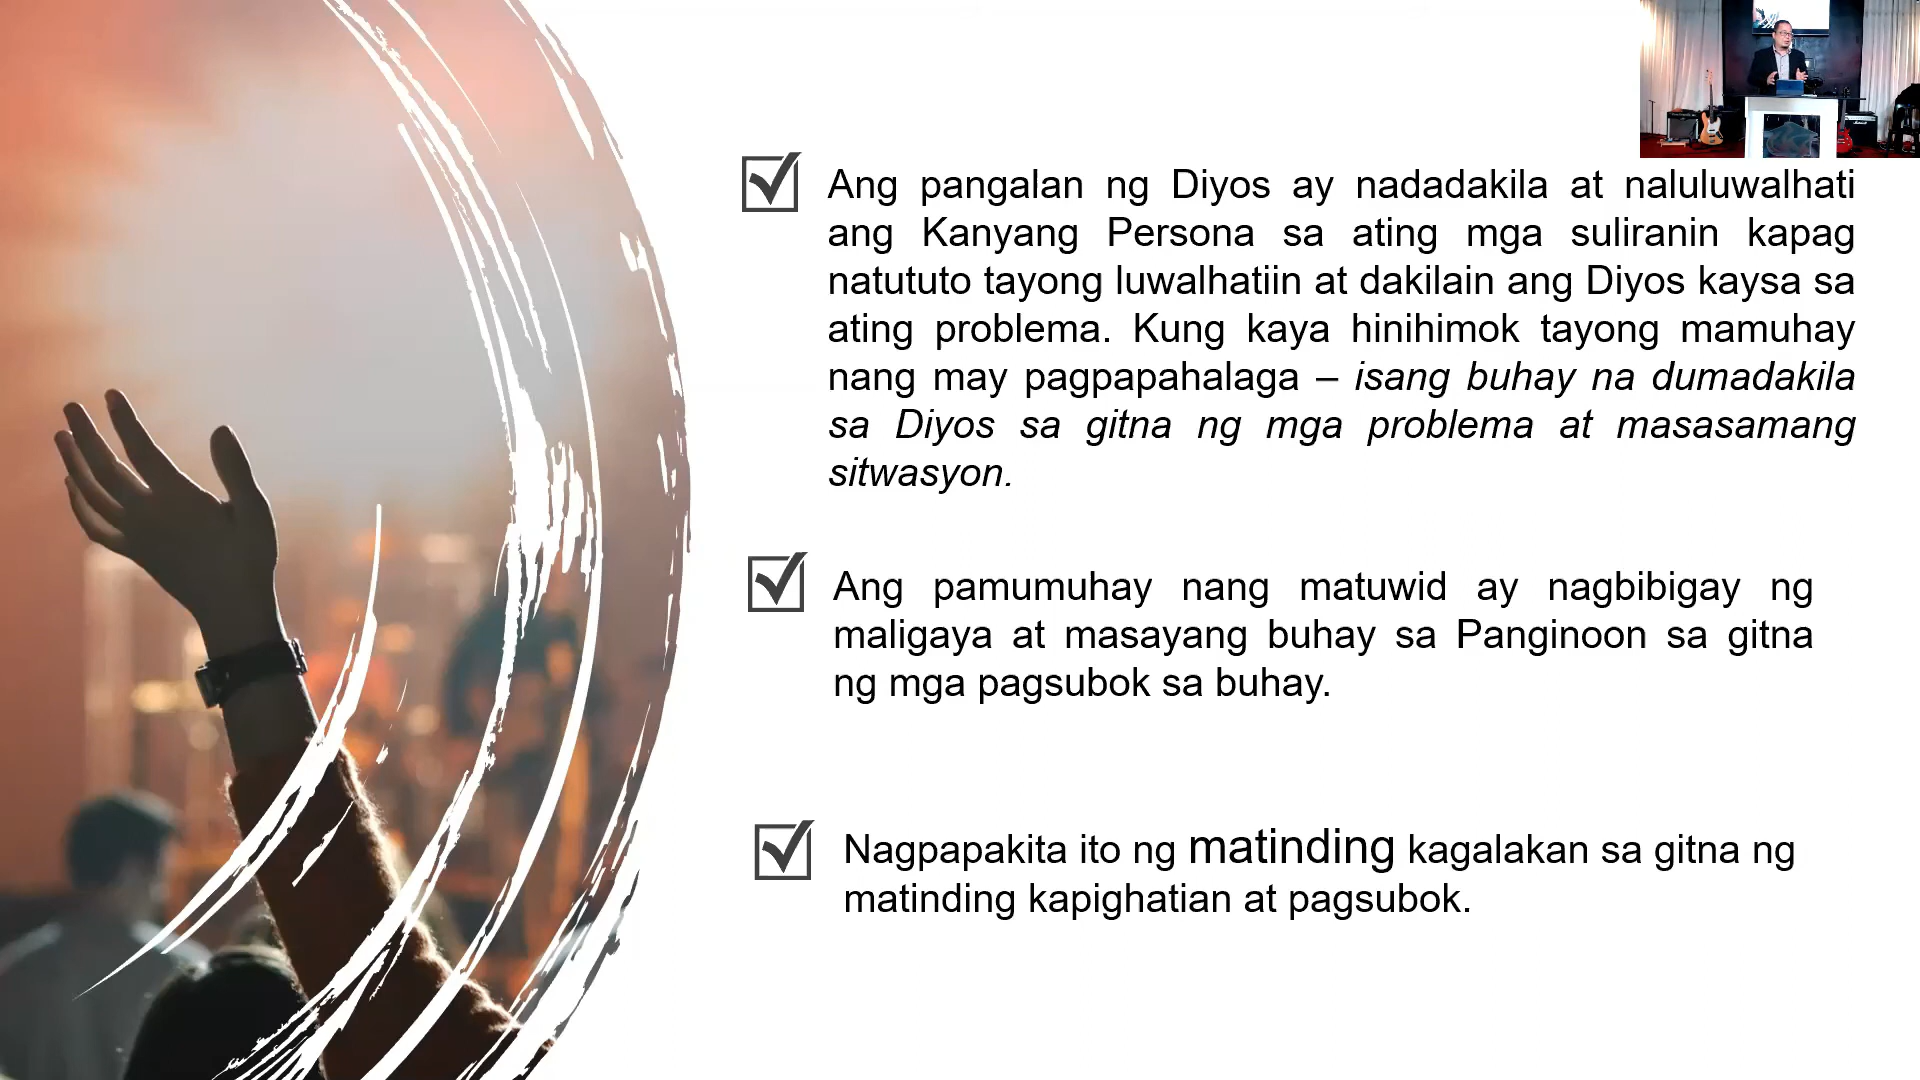 Ang pangalan ng Diyos ay nadadakila at naluluwalhati
ang Kanyang Persona sa ating mga suliranin kapag
natututo tayong luwalhatiin at dakilain ang Diyos kaysa sa
ating problema. Kung kaya hinihimok tayong mamuhay
nang may pagpapahalaga – isang buhay na dumadakila
sa Diyos sa gitna ng mga problema at masasamang
sitwasyon.
Ang pamumuhay nang matuwid ay nagbibigay ng
maligaya at masayang buhay sa Panginoon sa gitna
ng mga pagsubok sa buhay.
Nagpapakita ito ng matinding kagalakan sa gitna ng
matinding kapighatian at pagsubok.